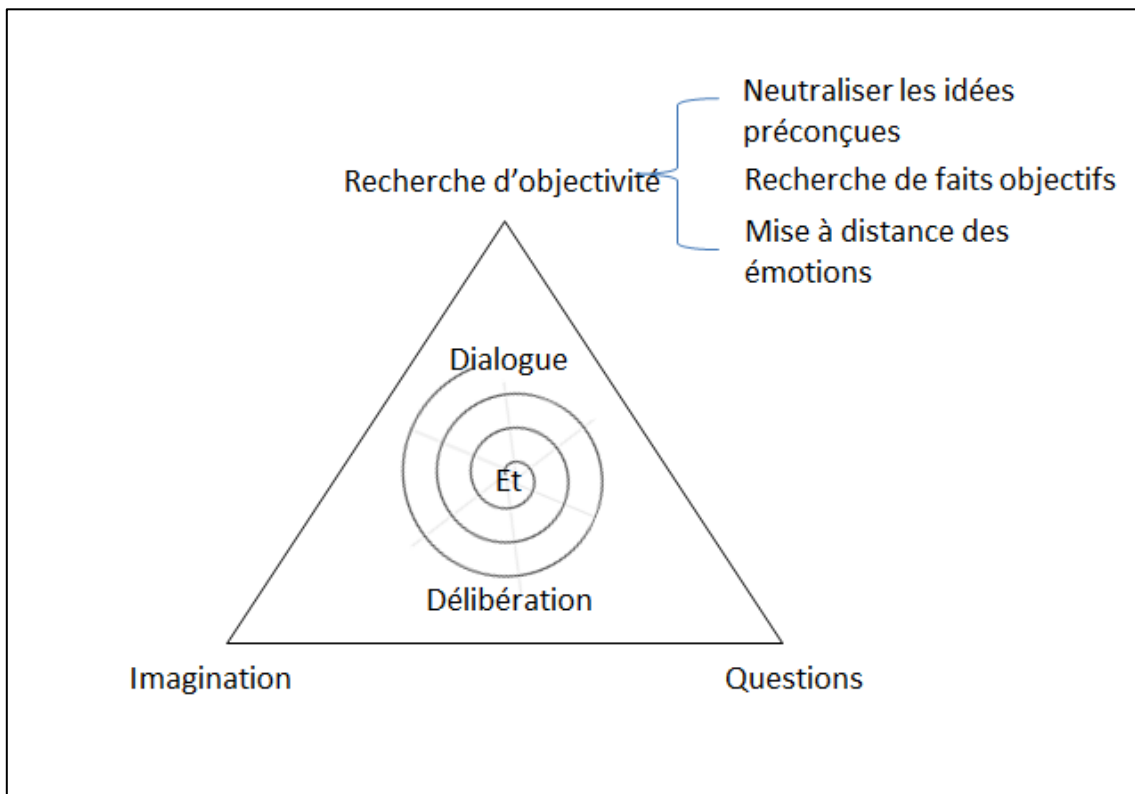 Neutraliser les idées
préconçues
Recherche d’objectivité
Recherche de faits objectifs
Mise à distance des
émotions
Dialogue
Et
Délibération
Imagination
Questions